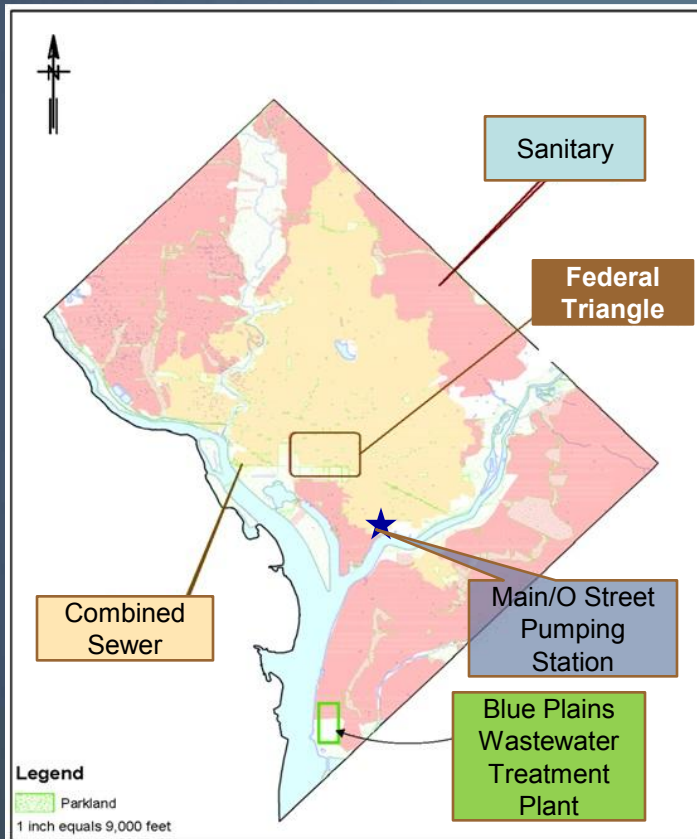 N
Sanitary
Federal
Triangle
Combined
Sewer
Main/O Street
Pumping
Station
Blue Plains
Wastewater
Treatment
Plant
Legend
Parkland
1 inch equals 9,000 feet